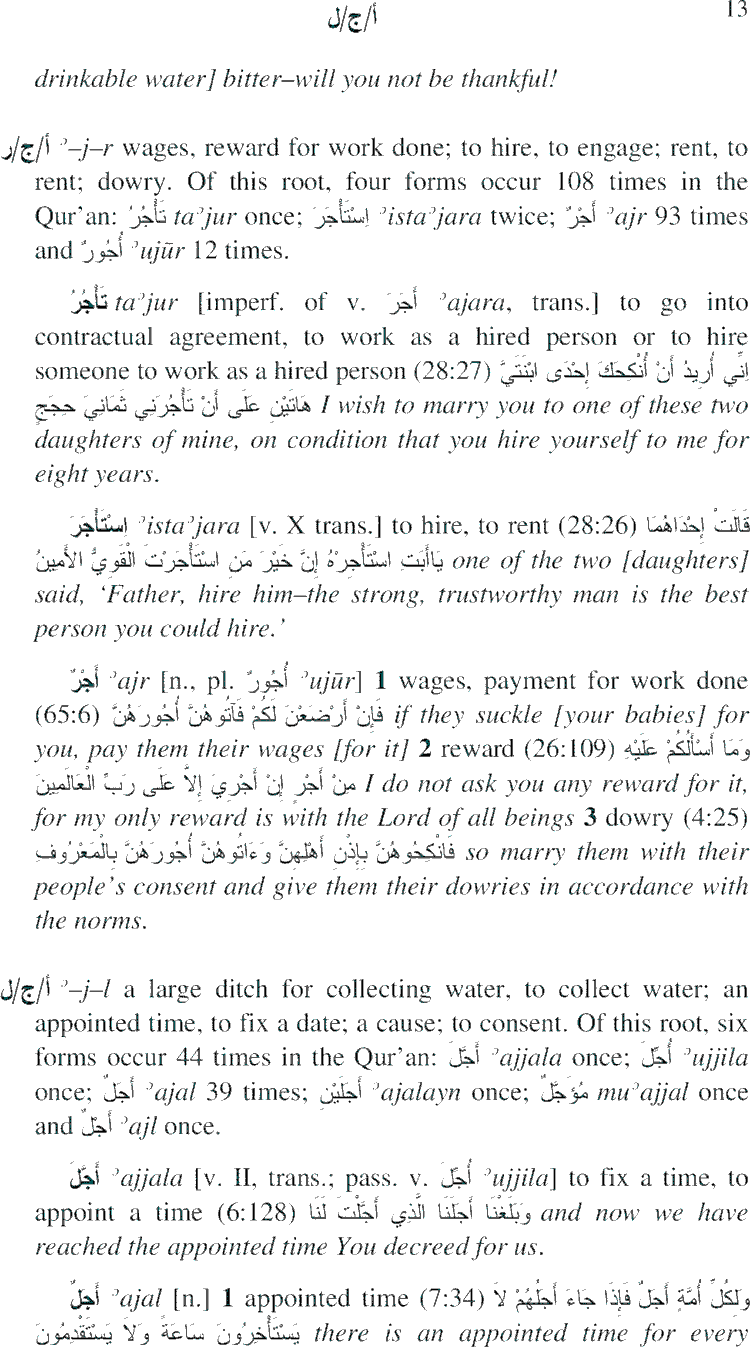 أ/ج/ل 13
drinkable water] bitter–will you not be thankful!
أ/ج/ر ʾ–j–r wages, reward for work done; to hire, to engage; rent, to
rent; dowry. Of this root, four forms occur 108 times in the
Qur’an: تَأْجُرُ taʾjur once; اِسْتَأْجَرَ ʾistaʾjara twice; أَجْرٌ ʾajr 93 times
and أُجُورٌ ʾujūr 12 times.
تَأْجُرُ taʾjur [imperf. of v. أَجَرَ ʾajara, trans.] to go into
contractual agreement, to work as a hired person or to hire
someone to work as a hired person (28:27) إِنِّي أُرِيدُ أَنْ أُنْكِحَكَ إِحْدَى ابْنَتَيَّ
هَاتَيْنِ عَلَى أَنْ تَأْجُرَنِي ثَمَانِيَ حِجَجٍ I wish to marry you to one of these two
daughters of mine, on condition that you hire yourself to me for
eight years.
اِسْتَأْجَرَ ʾistaʾjara [v. X trans.] to hire, to rent (28:26) قَالَتْ إِحْدَاهُمَا
يَاأَبَتِ اسْتَأْجِرْهُ إِنَّ خَيْرَ مَنِ اسْتَأْجَرْتَ الْقَوِيُّ الأَمِينُ one of the two [daughters]
said, ‘Father, hire him–the strong, trustworthy man is the best
person you could hire.’
أَجْرٌ ʾajr [n., pl. أُجُورٌ ʾujūr] 1 wages, payment for work done
(65:6) فَإِنْ أَرْضَعْنَ لَكُمْ فَآتُوهُنَّ أُجُورَهُنَّ if they suckle [your babies] for
you, pay them their wages [for it] 2 reward (26:109) وَمَا أَسْأَلُكُمْ عَلَيْهِ
مِنْ أَجْرٍ إِنْ أَجْرِيَ إِلاَّ عَلَى رَبِّ الْعَالَمِينَ I do not ask you any reward for it,
for my only reward is with the Lord of all beings 3 dowry (4:25)
فَانْكِحُوهُنَّ بِإِذْنِ أَهْلِهِنَّ وَءَاتُوهُنَّ أُجُورَهُنَّ بِالْمَعْرُوفِ so marry them with their
people’s consent and give them their dowries in accordance with
the norms.
أ/ج/ل ʾ–j–l a large ditch for collecting water, to collect water; an
appointed time, to fix a date; a cause; to consent. Of this root, six
forms occur 44 times in the Qur’an: أَجَّلَ ʾajjala once; أُجِّلَ ʾujjila
once; أَجَلٌ ʾajal 39 times; أَجَلَيْنِ ʾajalayn once; مُؤَجَّلٌ muʾajjal once
and أَجْلٌ ʾajl once.
أَجَّلَ ʾajjala [v. II, trans.; pass. v. أُجِّلَ ʾujjila] to fix a time, to
appoint a time (6:128) وَبَلَغْنَا أَجَلَنَا الَّذِي أَجَّلْتَ لَنَا and now we have
reached the appointed time You decreed for us.
أَجَلٌ ʾajal [n.] 1 appointed time (7:34) وَلِكُلِّ أُمَّةٍ أَجَلٌ فَإِذَا جَاءَ أَجَلُهُمْ لاَ
يَسْتَأْخِرُونَ سَاعَةً وَلاَ يَسْتَقْدِمُونَ there is an appointed time for every